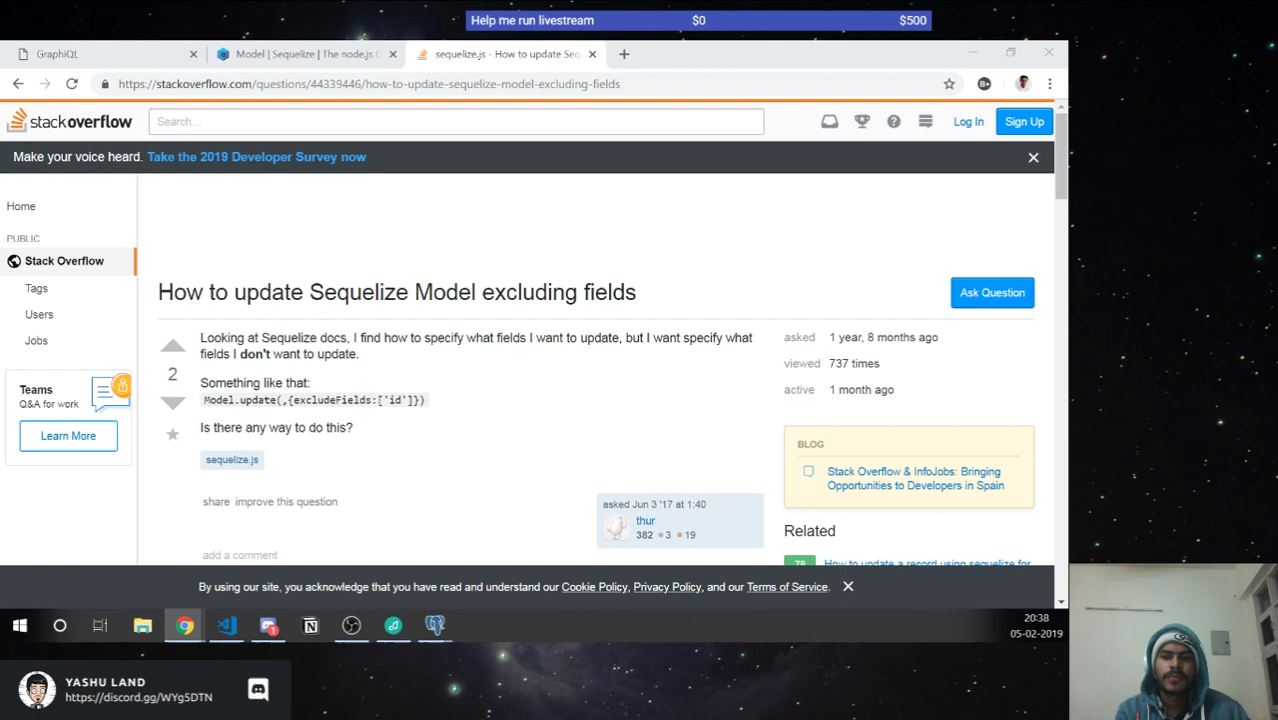 Help me run livestream $0 $500
GraphiQL
Model | Sequelize | The node.js
sequelize.js - How to update Seq
https://stackoverflow.com/questions/44339446/how-to-update-sequelize-model-excluding-fields
stackoverflow
Search...
Log In
Sign Up
Make your voice heard. Take the 2019 Developer Survey now
Home
PUBLIC
Stack Overflow
Tags
Users
Jobs
Teams
Q&A for work
Learn More
How to update Sequelize Model excluding fields
Ask Question
2
Looking at Sequelize docs, I find how to specify what fields I want to update, but I want specify what
fields I don't want to update.
Something like that:
Model.update(,{excludeFields:['id']})
Is there any way to do this?
sequelize.js
share improve this question
asked Jun 3 '17 at 1:40
thur
382 3 19
add a comment
asked 1 year, 8 months ago
viewed 737 times
active 1 month ago
BLOG
Stack Overflow & InfoJobs: Bringing
Opportunities to Developers in Spain
Related
How to update a record using sequelize for
By using our site, you acknowledge that you have read and understand our Cookie Policy, Privacy Policy, and our Terms of Service.
20:38
05-02-2019
YASHU LAND
https://discord.gg/WYg5DTN